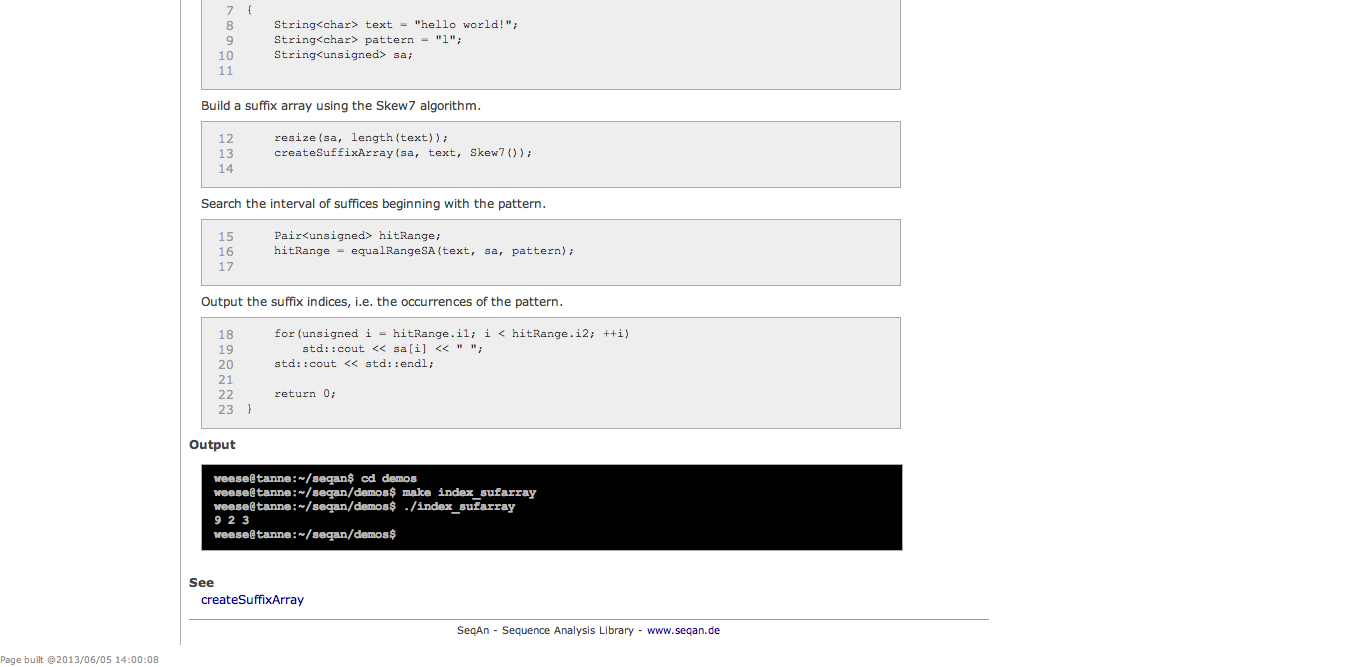 7 {
8 String<char> text = "hello world!";
9 String<char> pattern = "l";
10 String<unsigned> sa;
11
Build a suffix array using the Skew7 algorithm.
12 resize(sa, length(text));
13 createSuffixArray(sa, text, Skew7());
14
Search the interval of suffices beginning with the pattern.
15 Pair<unsigned> hitRange;
16 hitRange = equalRangeSA(text, sa, pattern);
17
Output the suffix indices, i.e. the occurrences of the pattern.
18 for(unsigned i = hitRange.i1; i < hitRange.i2; ++i)
19 std::cout << sa[i] << " ";
20 std::cout << std::endl;
21
22 return 0;
23 }
Output
weese@tanne:~/seqan$ cd demos
weese@tanne:~/seqan/demos$ make index_sufarray
weese@tanne:~/seqan/demos$ ./index_sufarray
9 2 3
weese@tanne:~/seqan/demos$
See
createSuffixArray
SeqAn - Sequence Analysis Library - www.seqan.de
Page built @2013/06/05 14:00:08